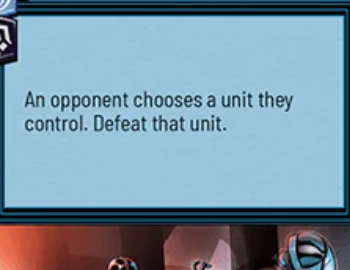 An opponent chooses a unit they
control. Defeat that unit.